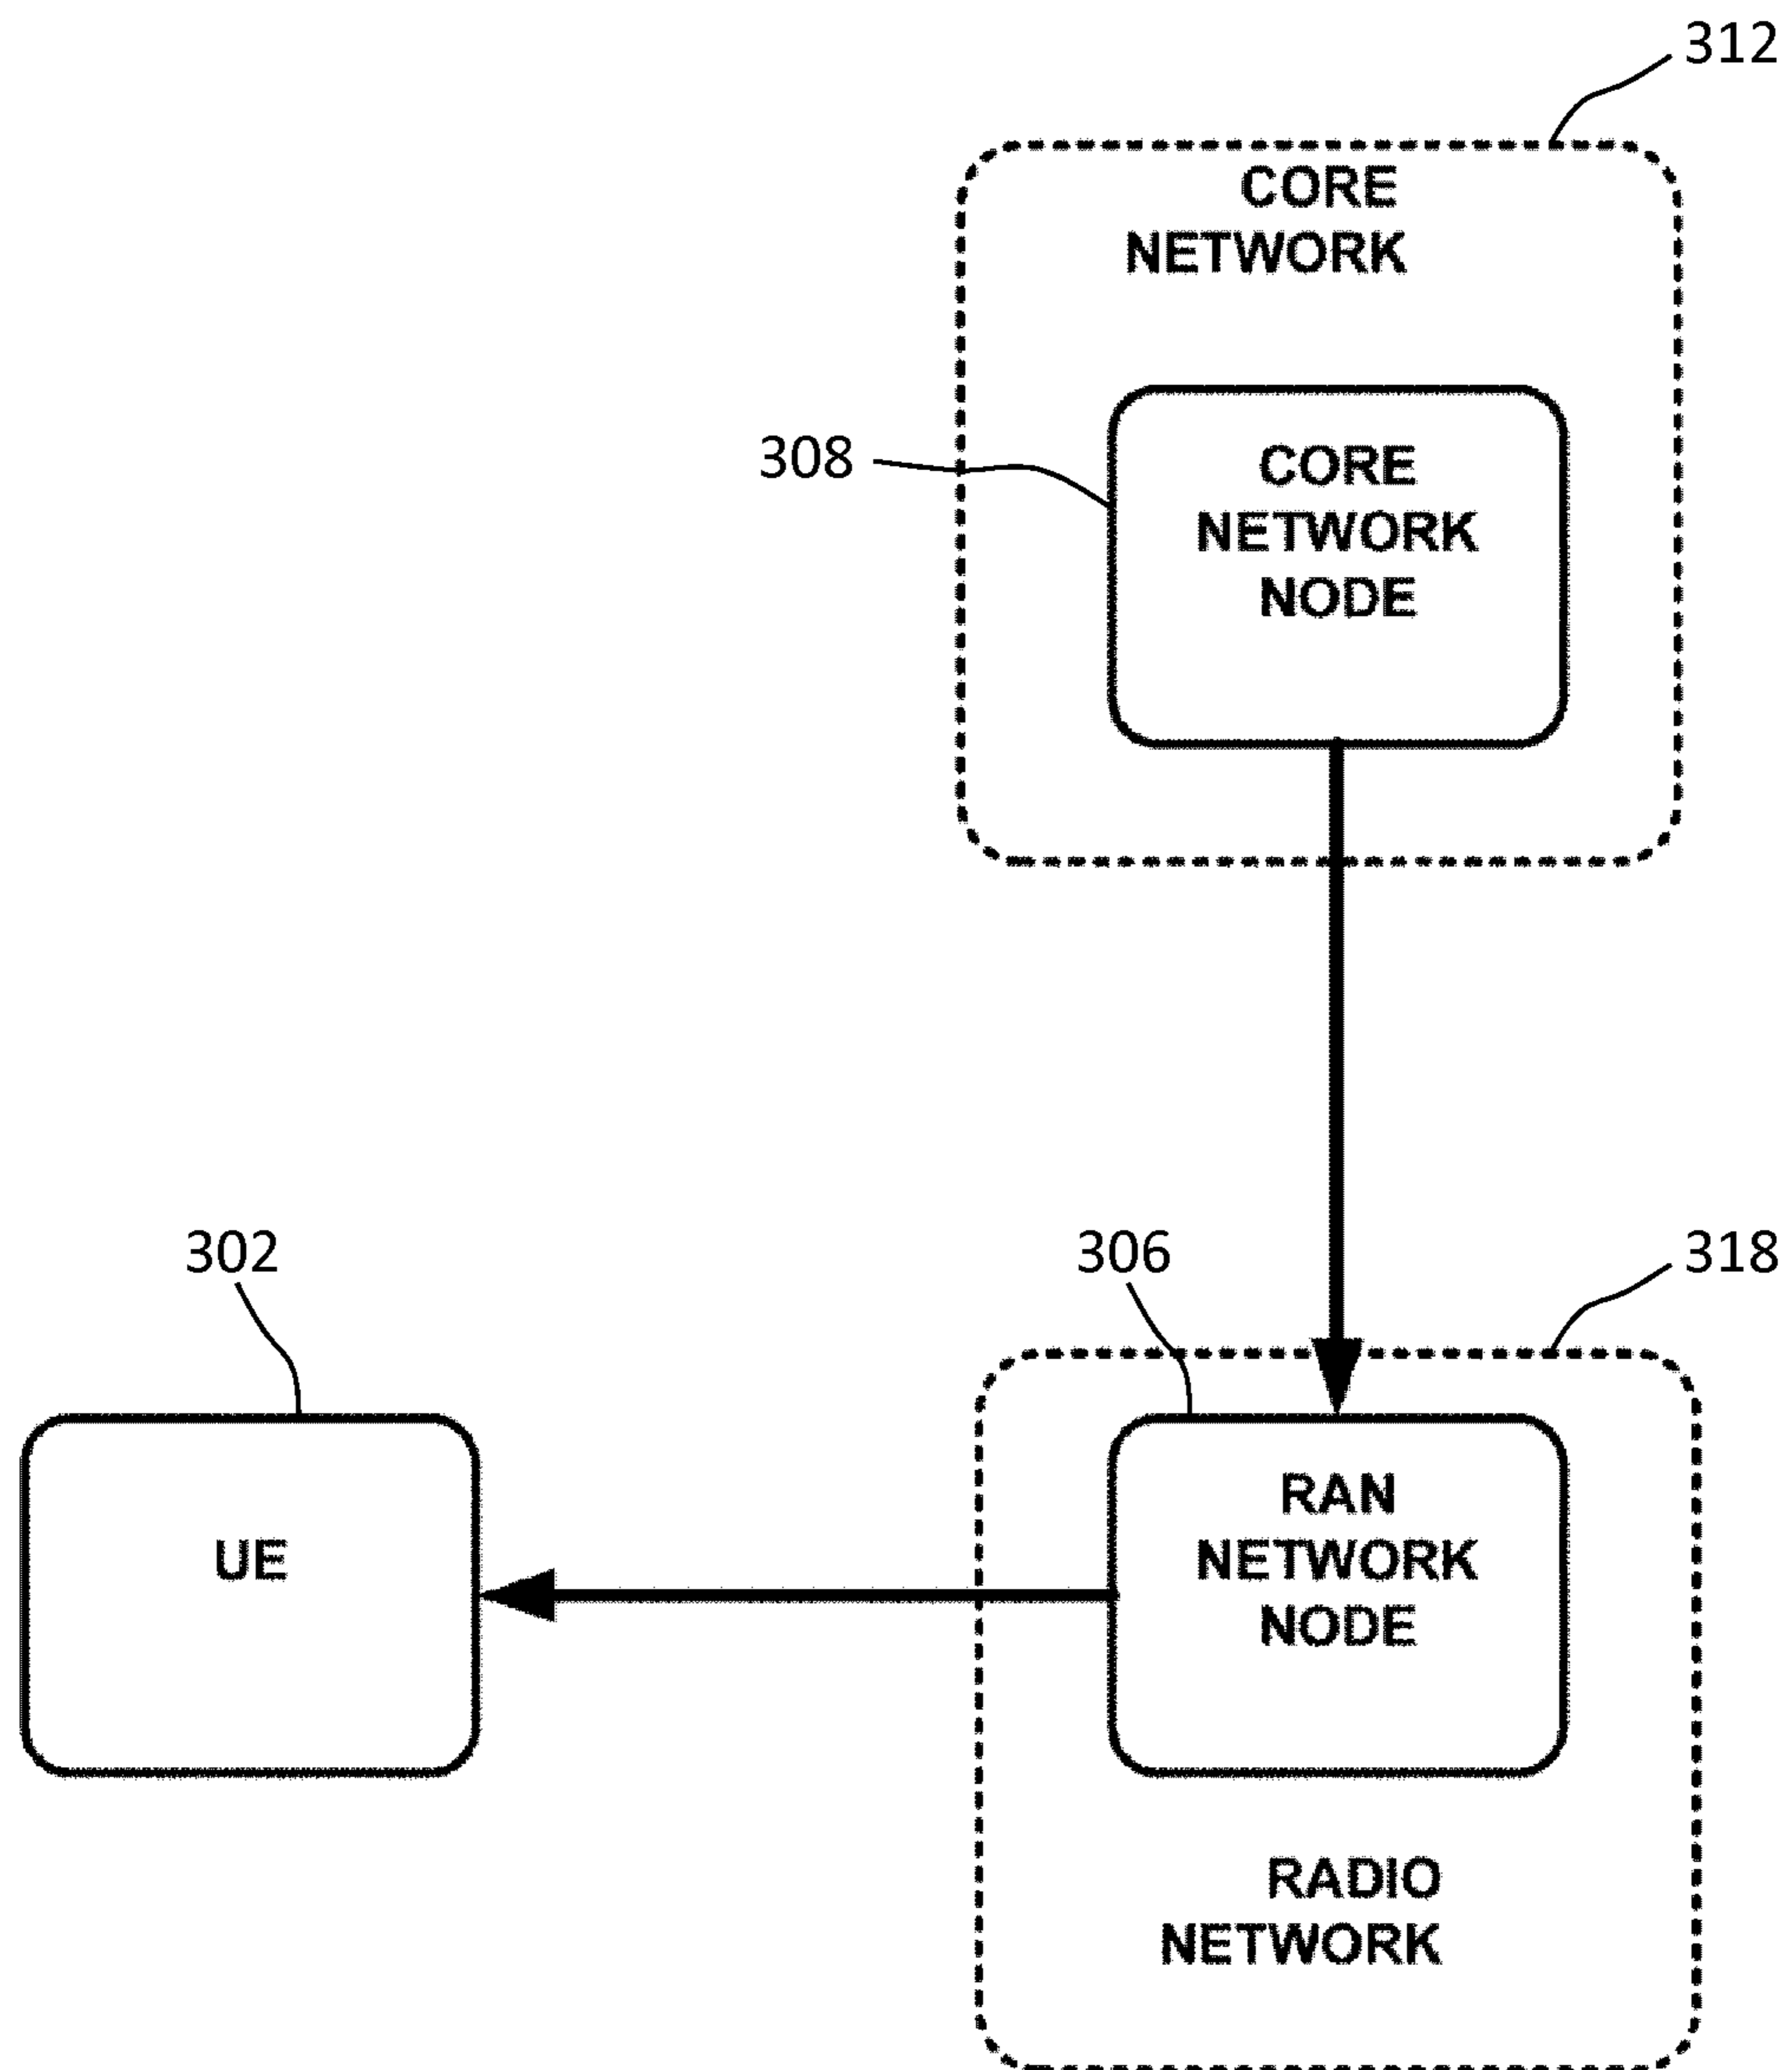 312
CORE
NETWORK
308
CORE
NETWORK
NODE
302
306
318
UE
RAN
NETWORK
NODE
RADIO
NETWORK